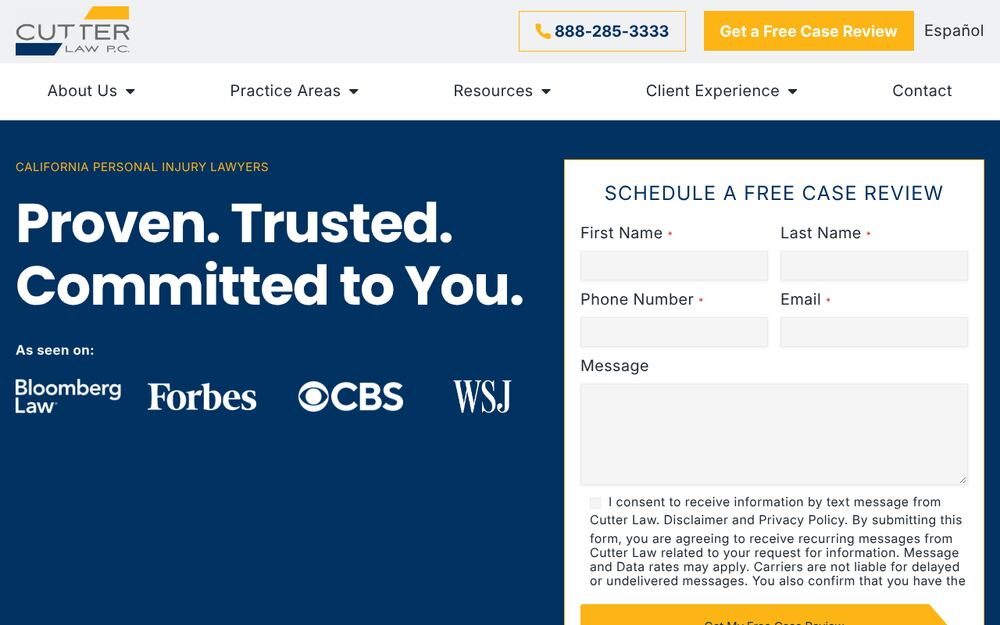 CUTTER
LAW P.C.
888-285-3333
Get a Free Case Review
Español
About Us
Practice Areas
Resources
Client Experience
Contact
CALIFORNIA PERSONAL INJURY LAWYERS
Proven. Trusted.
Committed to You.
As seen on:
Bloomberg
Law
Forbes
CBS
WSJ
SCHEDULE A FREE CASE REVIEW
First Name *
Last Name *
Phone Number *
Email *
Message
I consent to receive information by text message from
Cutter Law. Disclaimer and Privacy Policy. By submitting this
form, you are agreeing to receive recurring messages from
Cutter Law related to your request for information. Message
and Data rates may apply. Carriers are not liable for delayed
or undelivered messages. You also confirm that you have the
Get My Free Case Review